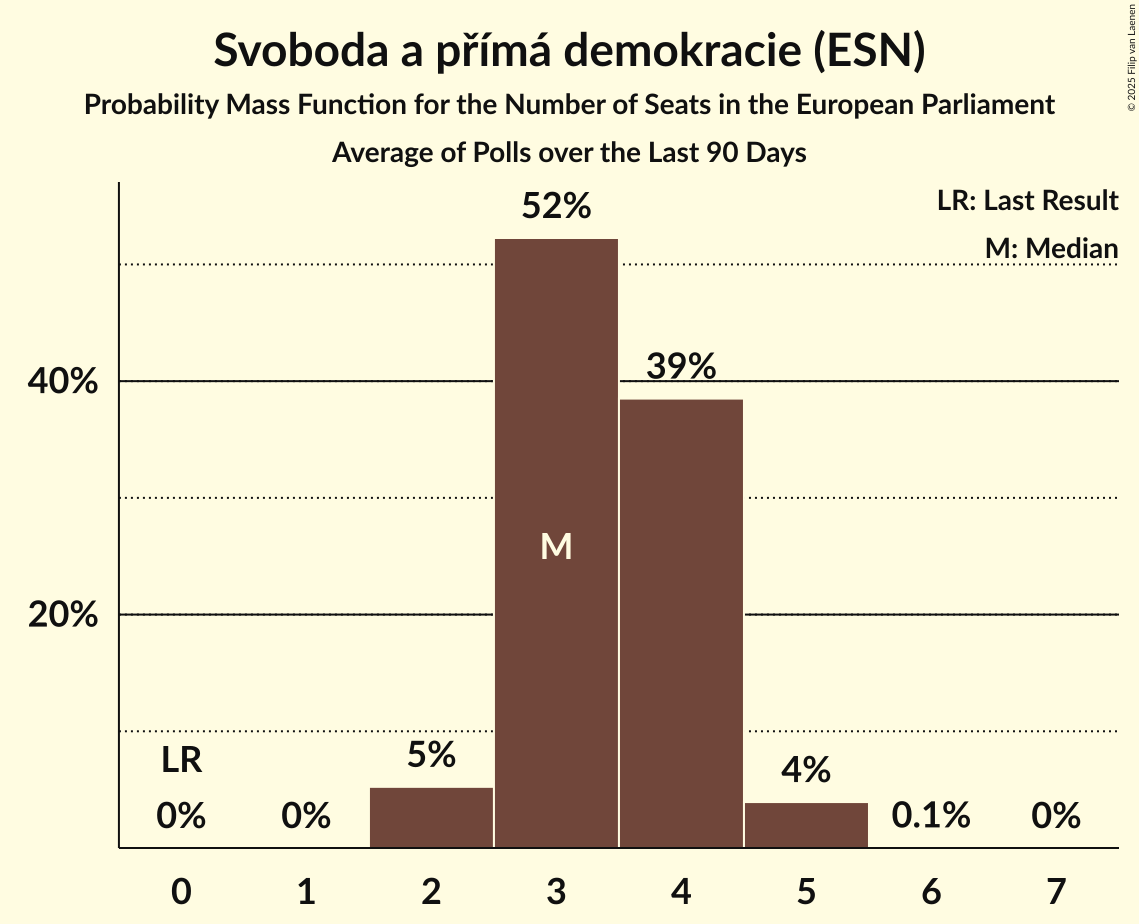 Svoboda a přímá demokracie (ESN)
Probability Mass Function for the Number of Seats in the European Parliament
Average of Polls over the Last 90 Days
© 2025 Filip van Laenen
LR: Last Result
M: Median
52%
39%
40%
M
20%
LR
5%
4%
0%
0%
0.1%
0%
0 1 2 3 4 5 6 7